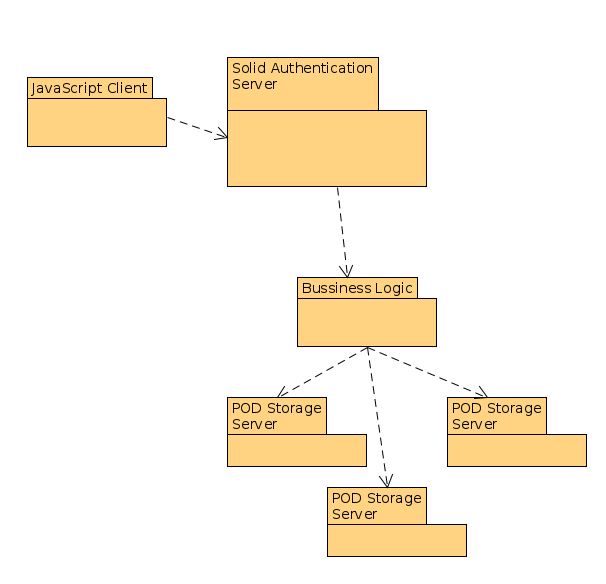 JavaScript Client
Solid Authentication
Server
Bussiness Logic
POD Storage
Server
POD Storage
Server
POD Storage
Server